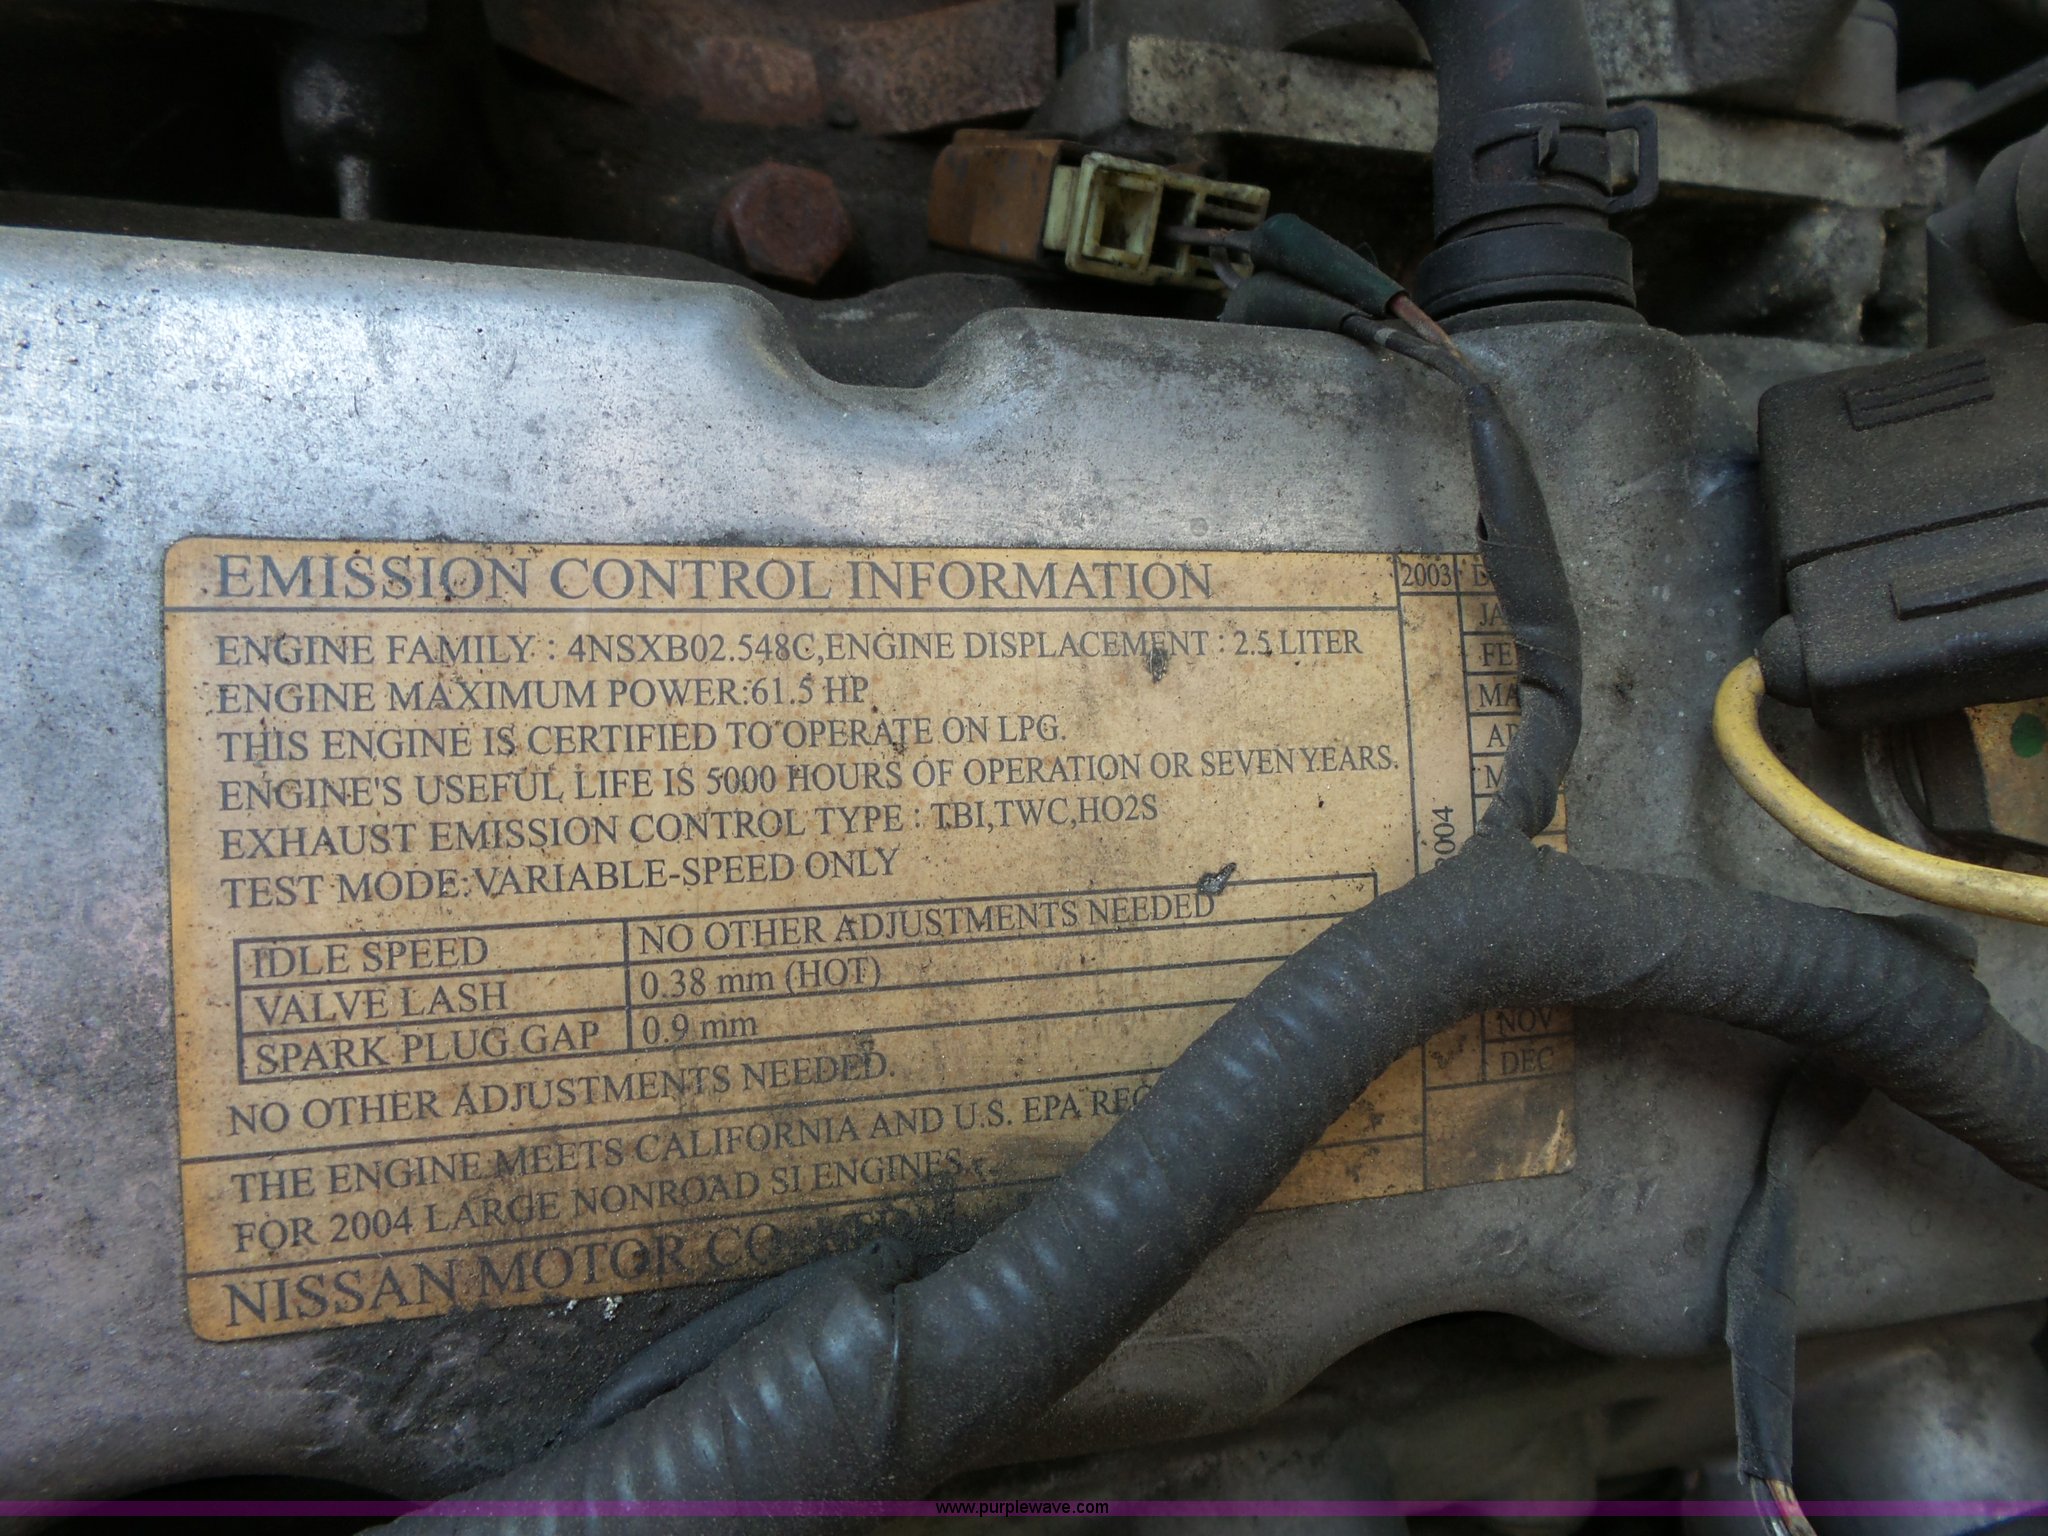 EMISSION CONTROL INFORMATION
ENGINE FAMILY : 4NSXB02.548C,ENGINE DISPLACEMENT : 2.5 LITER
ENGINE MAXIMUM POWER:61.5 HP
THIS ENGINE IS CERTIFIED TO OPERATE ON LPG.
ENGINE'S USEFUL LIFE IS 5000 HOURS OF OPERATION OR SEVEN YEARS.
EXHAUST EMISSION CONTROL TYPE : TBI,TWC,HO2S
TEST MODE:VARIABLE-SPEED ONLY
IDLE SPEED NO OTHER ADJUSTMENTS NEEDED
VALVE LASH 0.38 mm (HOT)
SPARK PLUG GAP 0.9 mm
NO OTHER ADJUSTMENTS NEEDED.
THE ENGINE MEETS CALIFORNIA AND U.S. EPA
FOR 2004 LARGE NONROAD SI ENGINES.
NISSAN MOTOR CO
2003
2004
NOV
DEC
www.purplewave.com